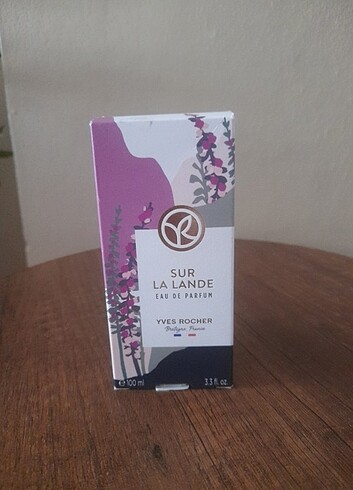 SUR
LA LANDE
EAU DE PARFUM
YVES ROCHER
Bretagne, France
℮ 100 ml
3.3 fl. oz.